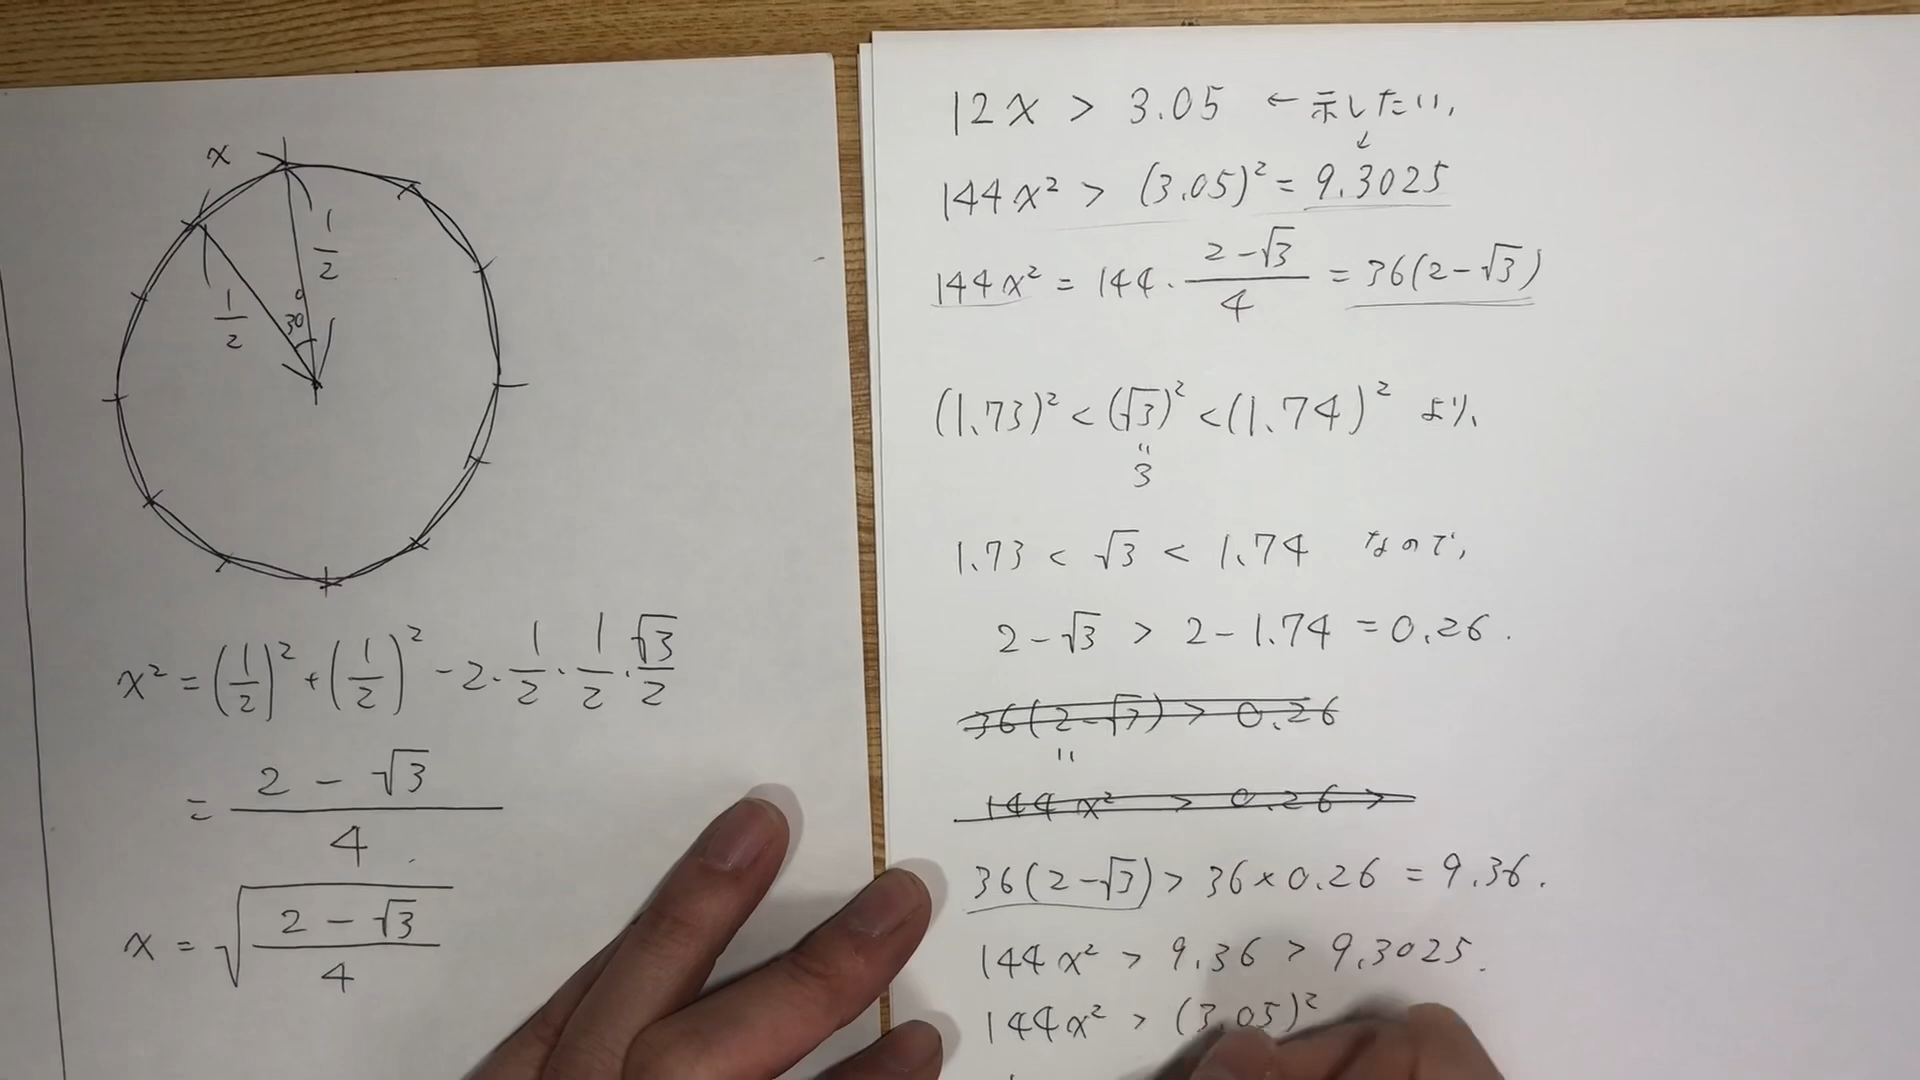 x
1/2
1/2
30°
x² = (1/2)² + (1/2)² - 2・1/2・1/2・√3/2
= (2 - √3)/4
x = √((2 - √3)/4)
12x > 3.05 ← 示したい,
↓
144x² > (3.05)² = 9.3025
144x² = 144・(2-√3)/4 = 36(2-√3)
(1.73)² < (√3)² < (1.74)² より,
"
3
1.73 < √3 < 1.74 なので,
2-√3 > 2-1.74 = 0.26.
36(2-√3) > 0.26
"
144x² > 0.26 >
36(2-√3) > 36×0.26 = 9.36.
144x² > 9.36 > 9.3025.
144x² > (3.05)²